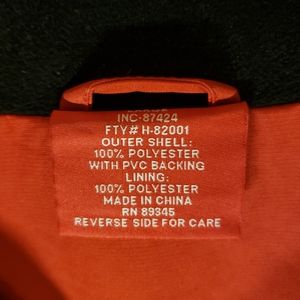 INC-87424
FTY# H-82001
OUTER SHELL:
100% POLYESTER
WITH PVC BACKING
LINING:
100% POLYESTER
MADE IN CHINA
RN 89345
REVERSE SIDE FOR CARE